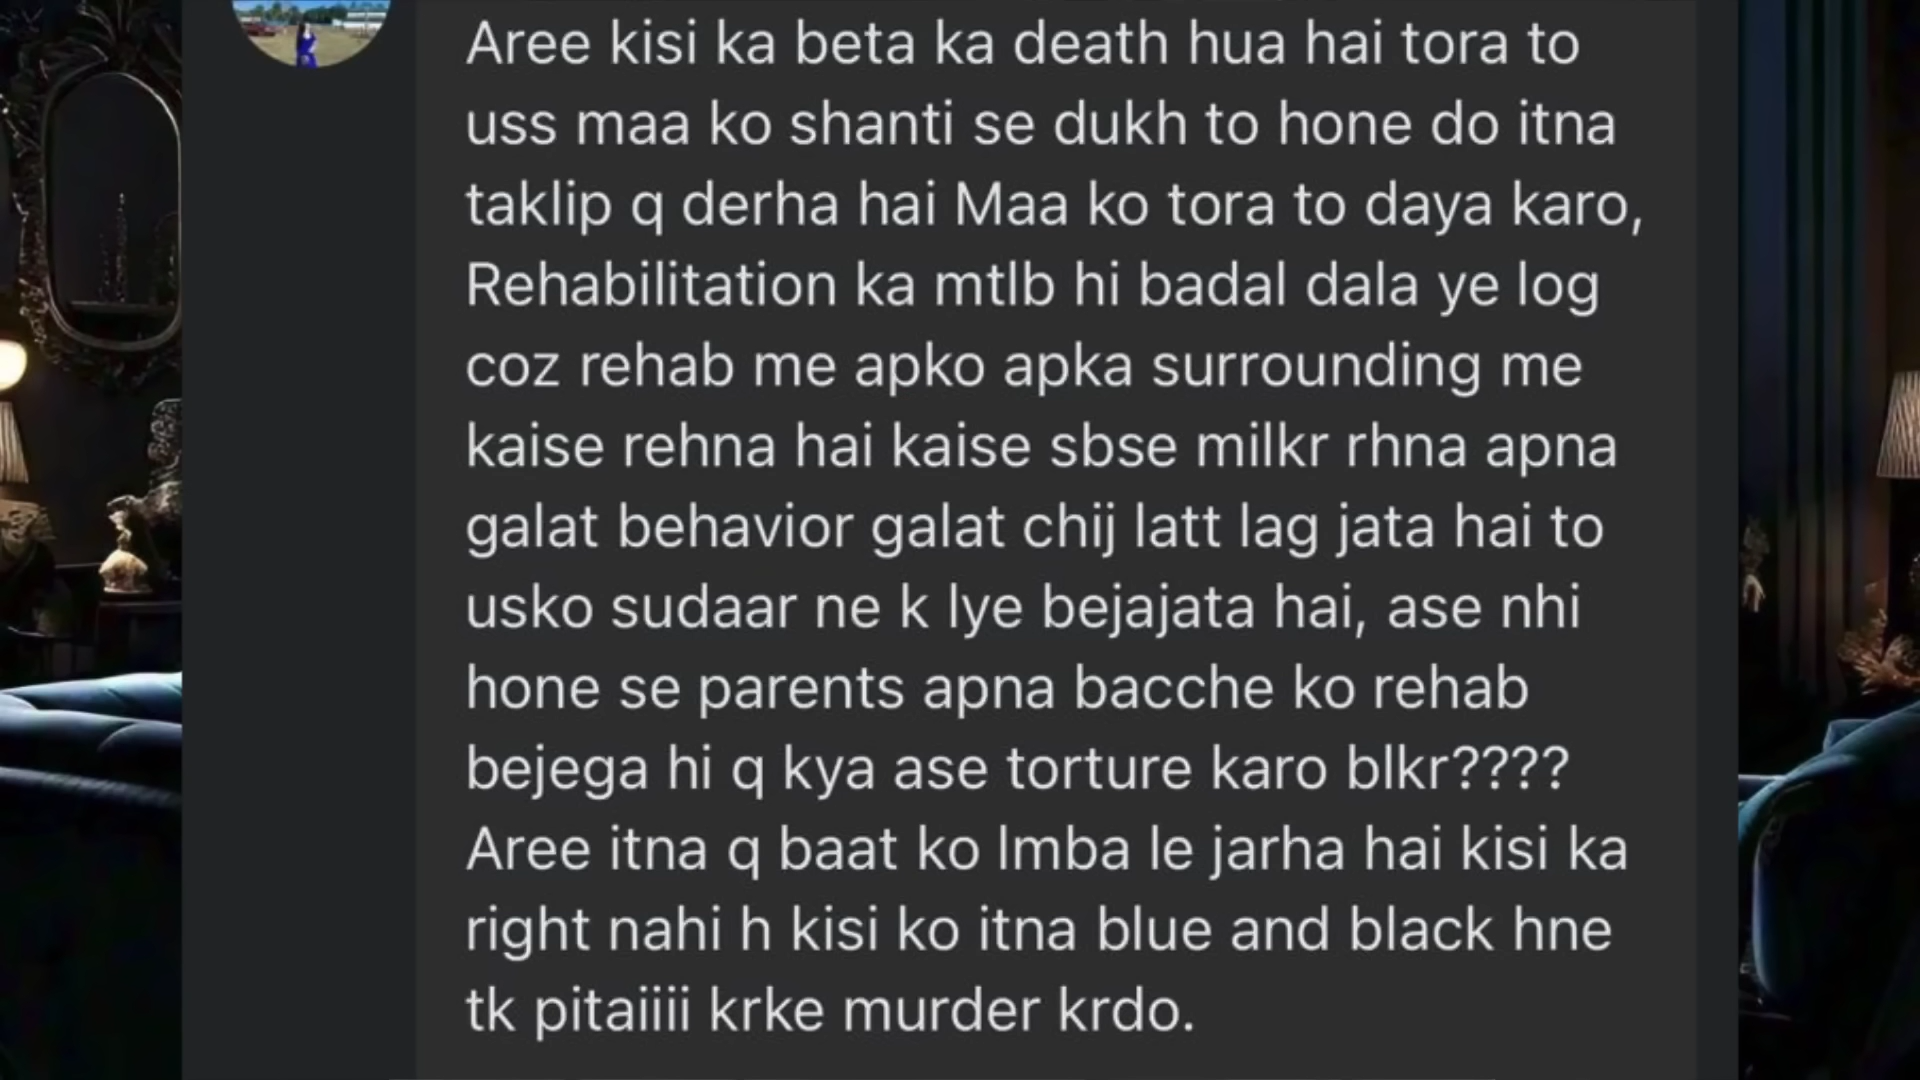 Aree kisi ka beta ka death hua hai tora to
uss maa ko shanti se dukh to hone do itna
taklip q derha hai Maa ko tora to daya karo,
Rehabilitation ka mtlb hi badal dala ye log
coz rehab me apko apka surrounding me
kaise rehna hai kaise sbse milkr rhna apna
galat behavior galat chij latt lag jata hai to
usko sudaar ne k lye bejajata hai, ase nhi
hone se parents apna bacche ko rehab
bejega hi q kya ase torture karo blkr????
Aree itna q baat ko lmba le jarha hai kisi ka
right nahi h kisi ko itna blue and black hne
tk pitaiiii krke murder krdo.